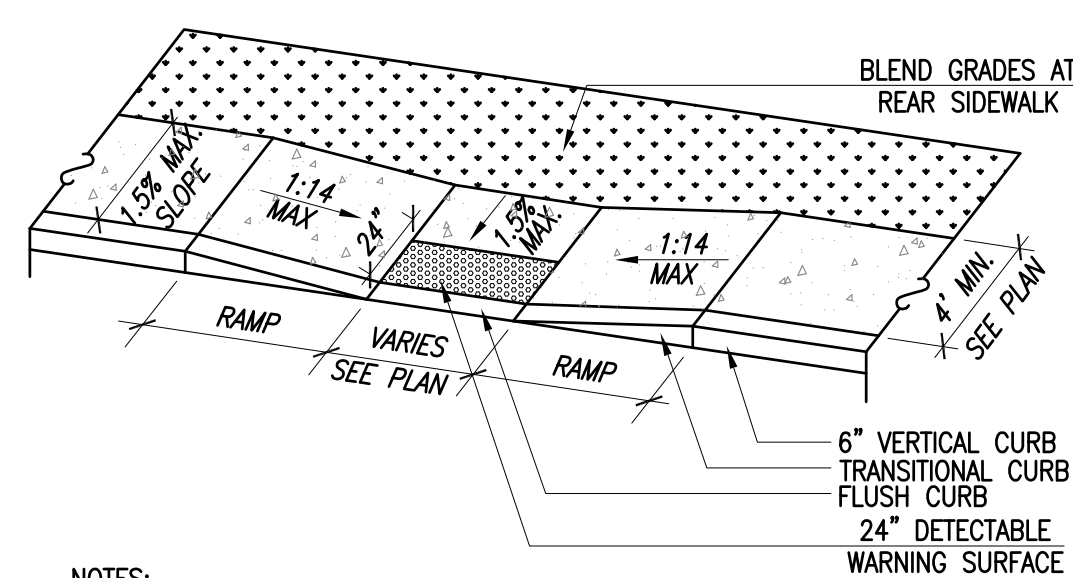 BLEND GRADES AT
REAR SIDEWALK
1.5% MAX.
SLOPE
1:14
MAX
24”
1.5%
MAX.
1:14
MAX
4' MIN.
SEE PLAN
RAMP
VARIES
SEE PLAN
RAMP
6” VERTICAL CURB
TRANSITIONAL CURB
FLUSH CURB
24” DETECTABLE
WARNING SURFACE
NOTES: